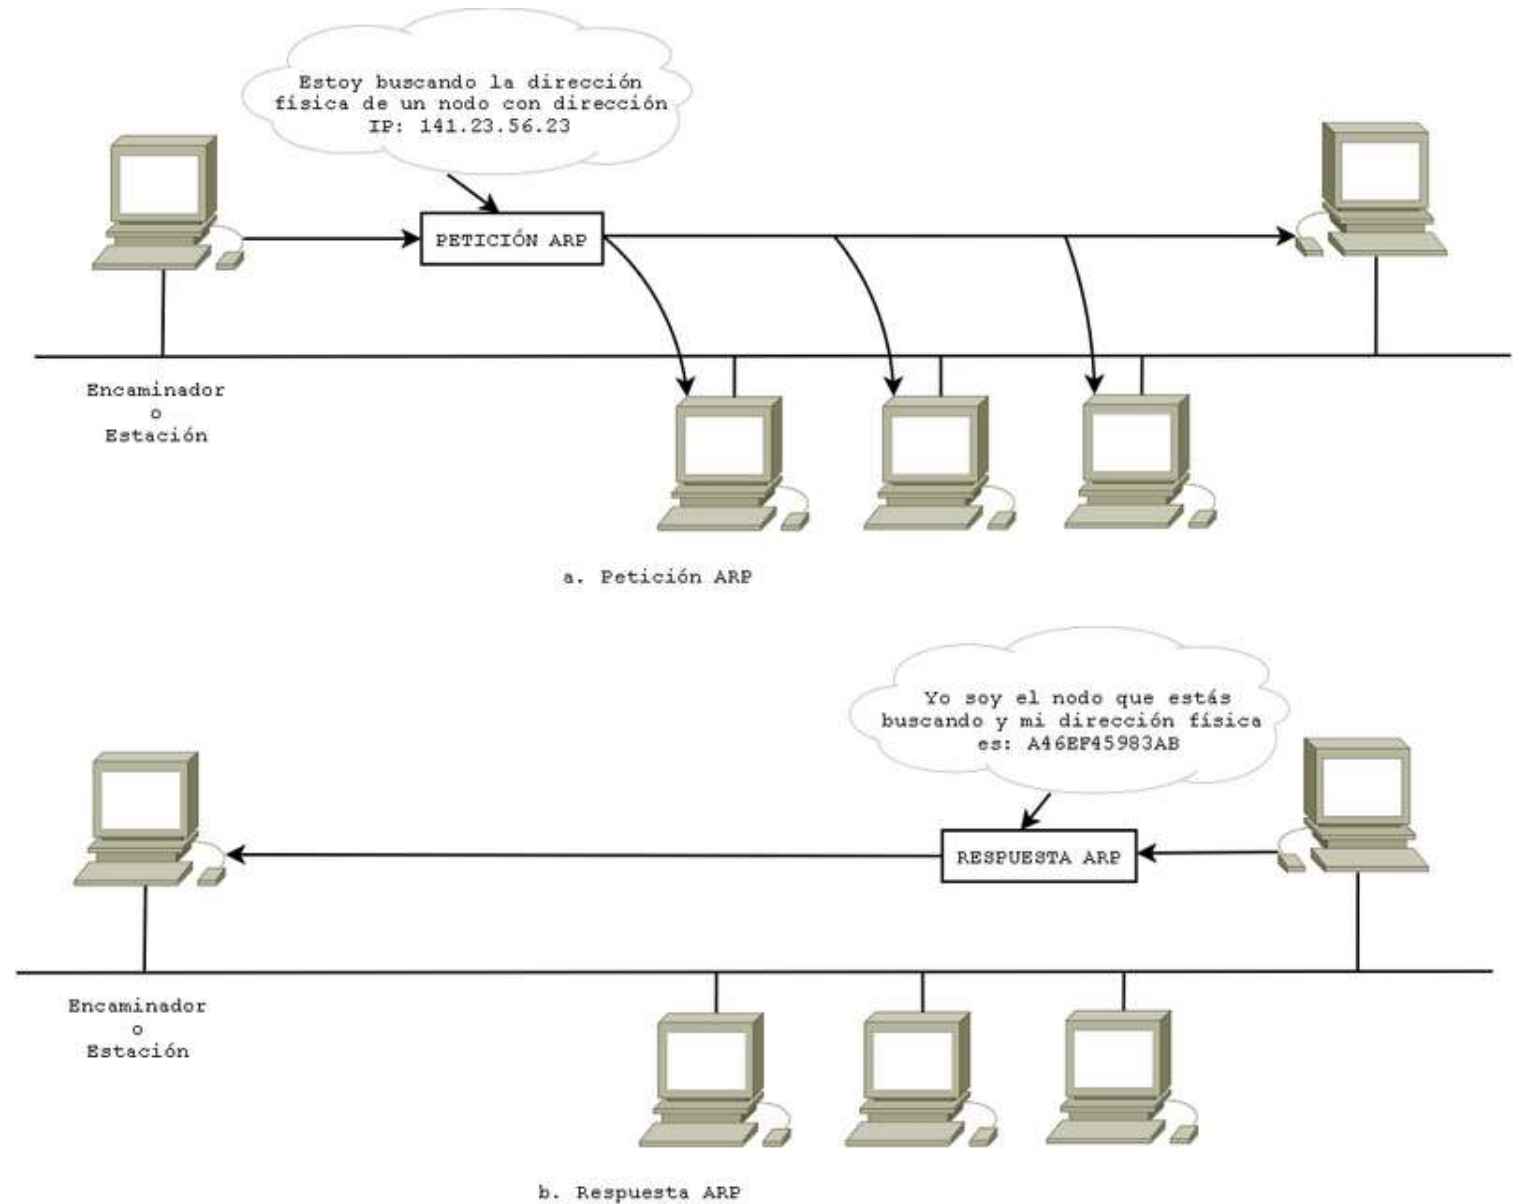 Estoy buscando la dirección
física de un nodo con dirección
IP: 141.23.56.23
PETICIÓN ARP
Encaminador
o
Estación
a. Petición ARP
Yo soy el nodo que estás
buscando y mi dirección física
es: A46EF45983AB
RESPUESTA ARP
Encaminador
o
Estación
b. Respuesta ARP